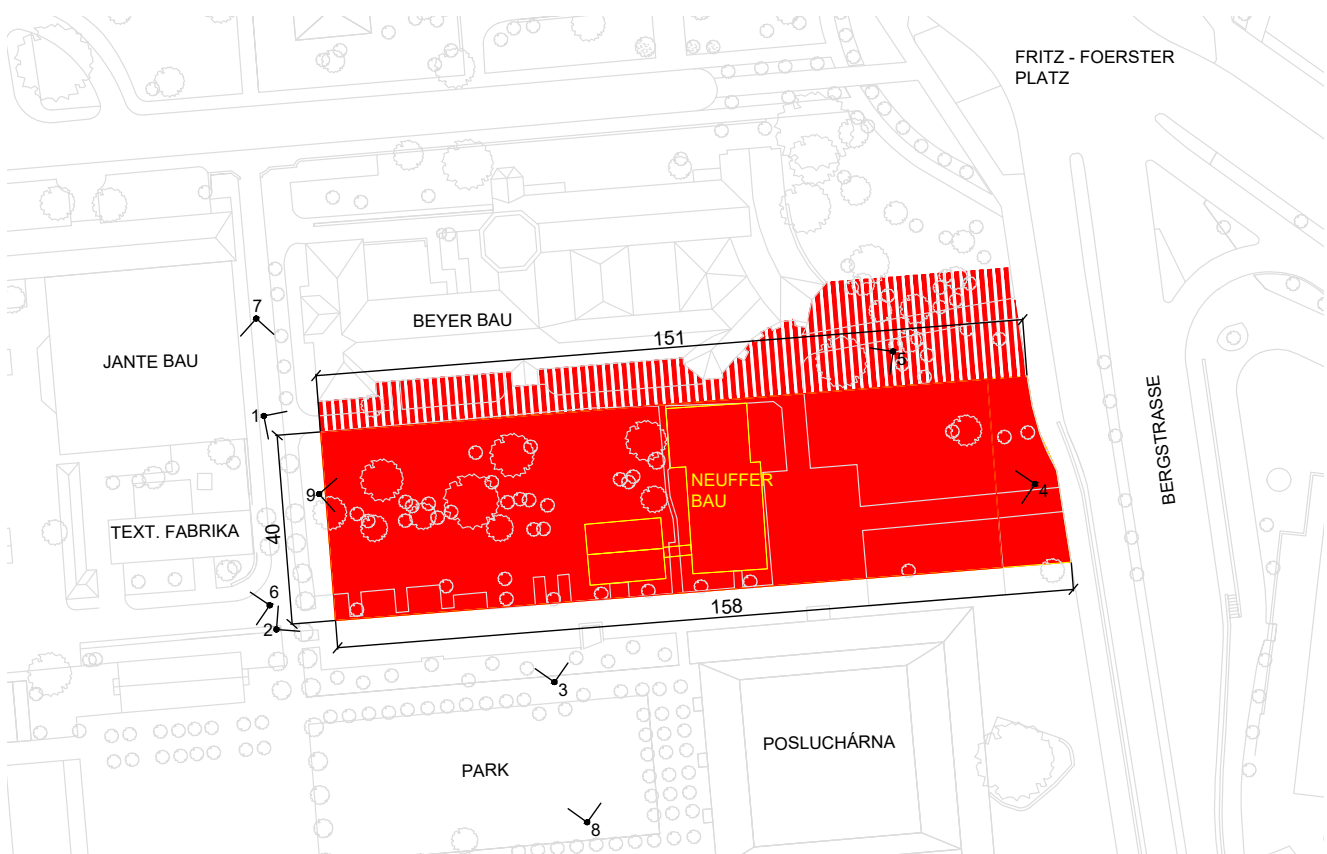 FRITZ - FOERSTER
PLATZ
7
BEYER BAU
151
JANTE BAU
5
1
BERGSTRASSE
NEUFFER
BAU
9
4
TEXT. FABRIKA
40
6
158
2
3
POSLUCHÁRNA
PARK
8